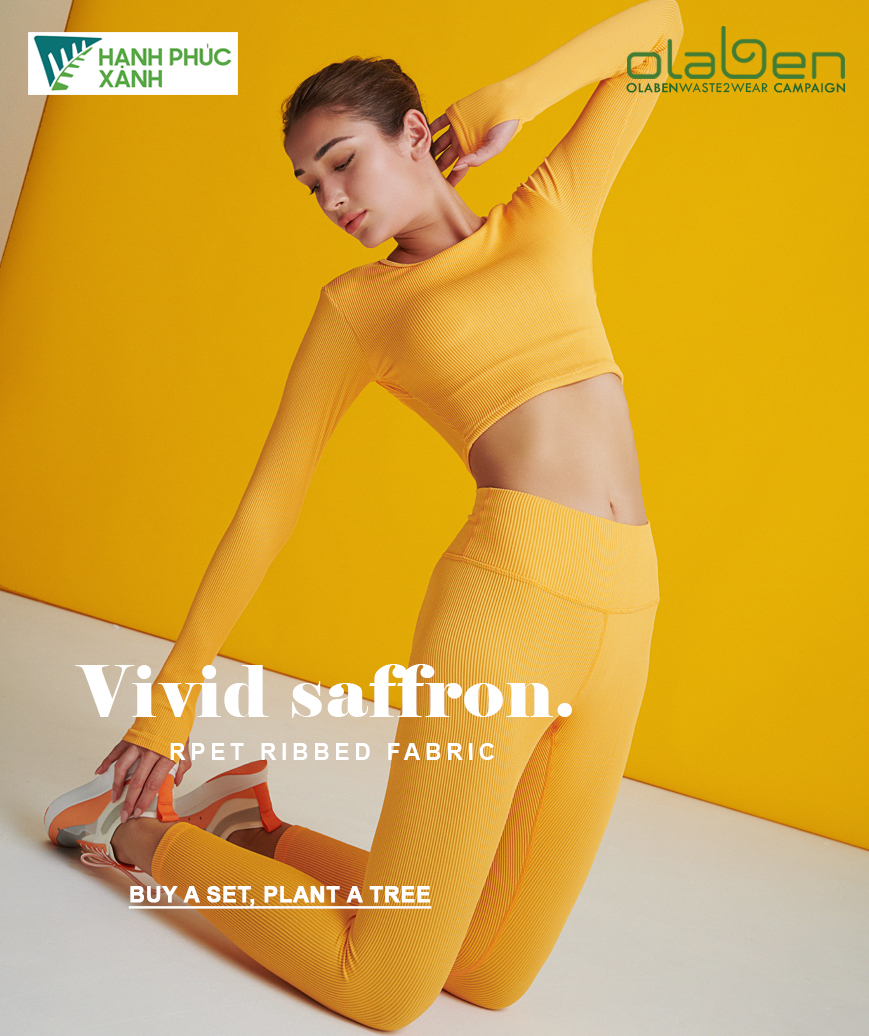 HẠNH PHÚC
XANH
olaben
OLABENWASTE2WEAR CAMPAIGN
Vivid saffron.
RPET RIBBED FABRIC
BUY A SET, PLANT A TREE